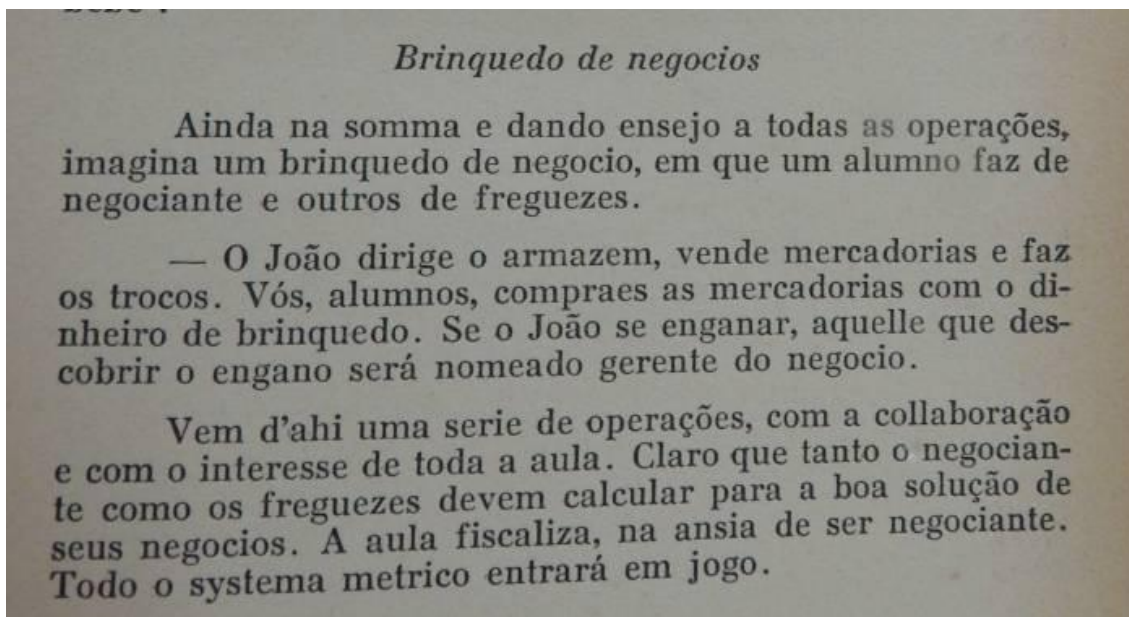 Brinquedo de negocios
Ainda na somma e dando ensejo a todas as operações,
imagina um brinquedo de negocio, em que um alumno faz de
negociante e outros de freguezes.
— O João dirige o armazem, vende mercadorias e faz
os trocos. Vós, alumnos, compraes as mercadorias com o di-
nheiro de brinquedo. Se o João se enganar, aquelle que des-
cobrir o engano será nomeado gerente do negocio.
Vem d'ahi uma serie de operações, com a collaboração
e com o interesse de toda a aula. Claro que tanto o negocian-
te como os freguezes devem calcular para a boa solução de
seus negocios. A aula fiscaliza, na ansia de ser negociante.
Todo o systema metrico entrará em jogo.